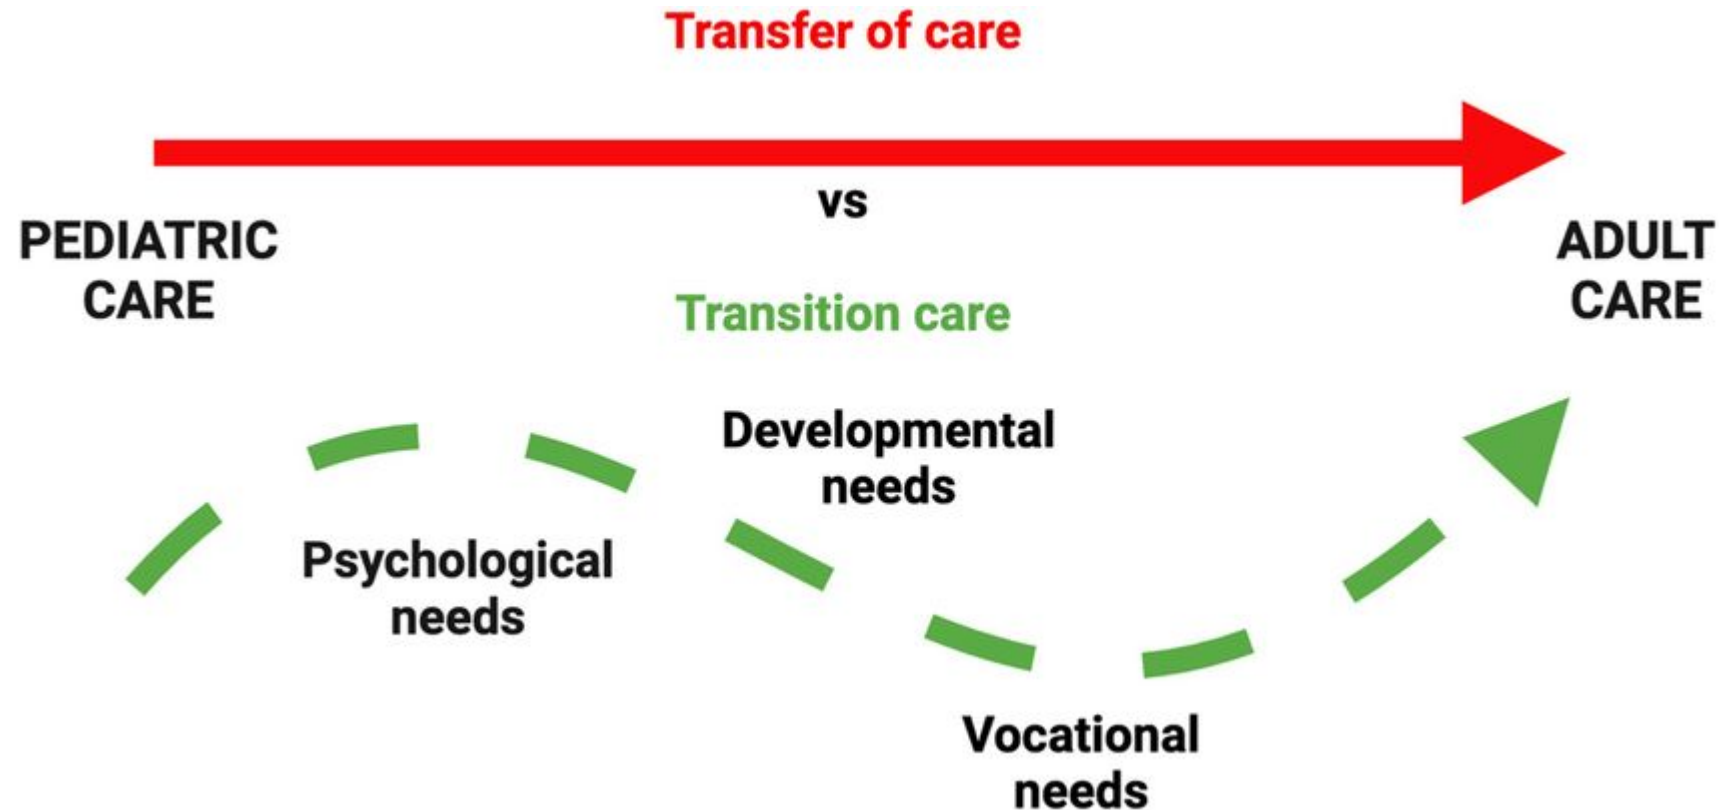 Transfer of care
vs
PEDIATRIC
CARE
ADULT
CARE
Transition care
Developmental
needs
Psychological
needs
Vocational
needs